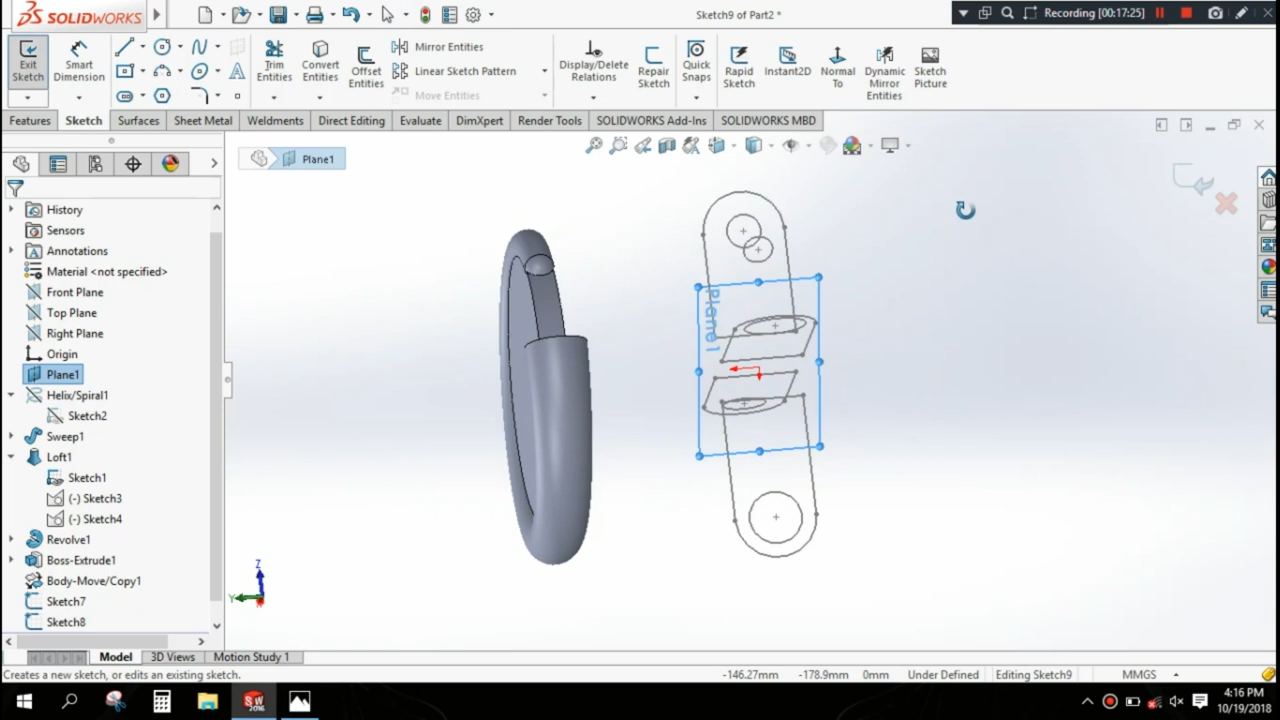 SOLIDWORKS
Sketch9 of Part2 *
Recording [00:17:25]
Exit Sketch
Smart Dimension
Trim Entities
Convert Entities
Offset Entities
Mirror Entities
Linear Sketch Pattern
Move Entities
Display/Delete Relations
Repair Sketch
Quick Snaps
Rapid Sketch
Instant2D
Normal To
Dynamic Mirror Entities
Sketch Picture
Features
Sketch
Surfaces
Sheet Metal
Weldments
Direct Editing
Evaluate
DimXpert
Render Tools
SOLIDWORKS Add-Ins
SOLIDWORKS MBD
Plane1
History
Sensors
Annotations
Material <not specified>
Front Plane
Top Plane
Right Plane
Origin
Plane1
Helix/Spiral1
Sketch2
Sweep1
Loft1
Sketch1
(-) Sketch3
(-) Sketch4
Revolve1
Boss-Extrude1
Body-Move/Copy1
Sketch7
Sketch8
Plane1
Z
Y
Model
3D Views
Motion Study 1
Creates a new sketch, or edits an existing sketch.
-146.27mm
-178.9mm
0mm
Under Defined
Editing Sketch9
MMGS
SW
2016
4:16 PM
10/19/2018